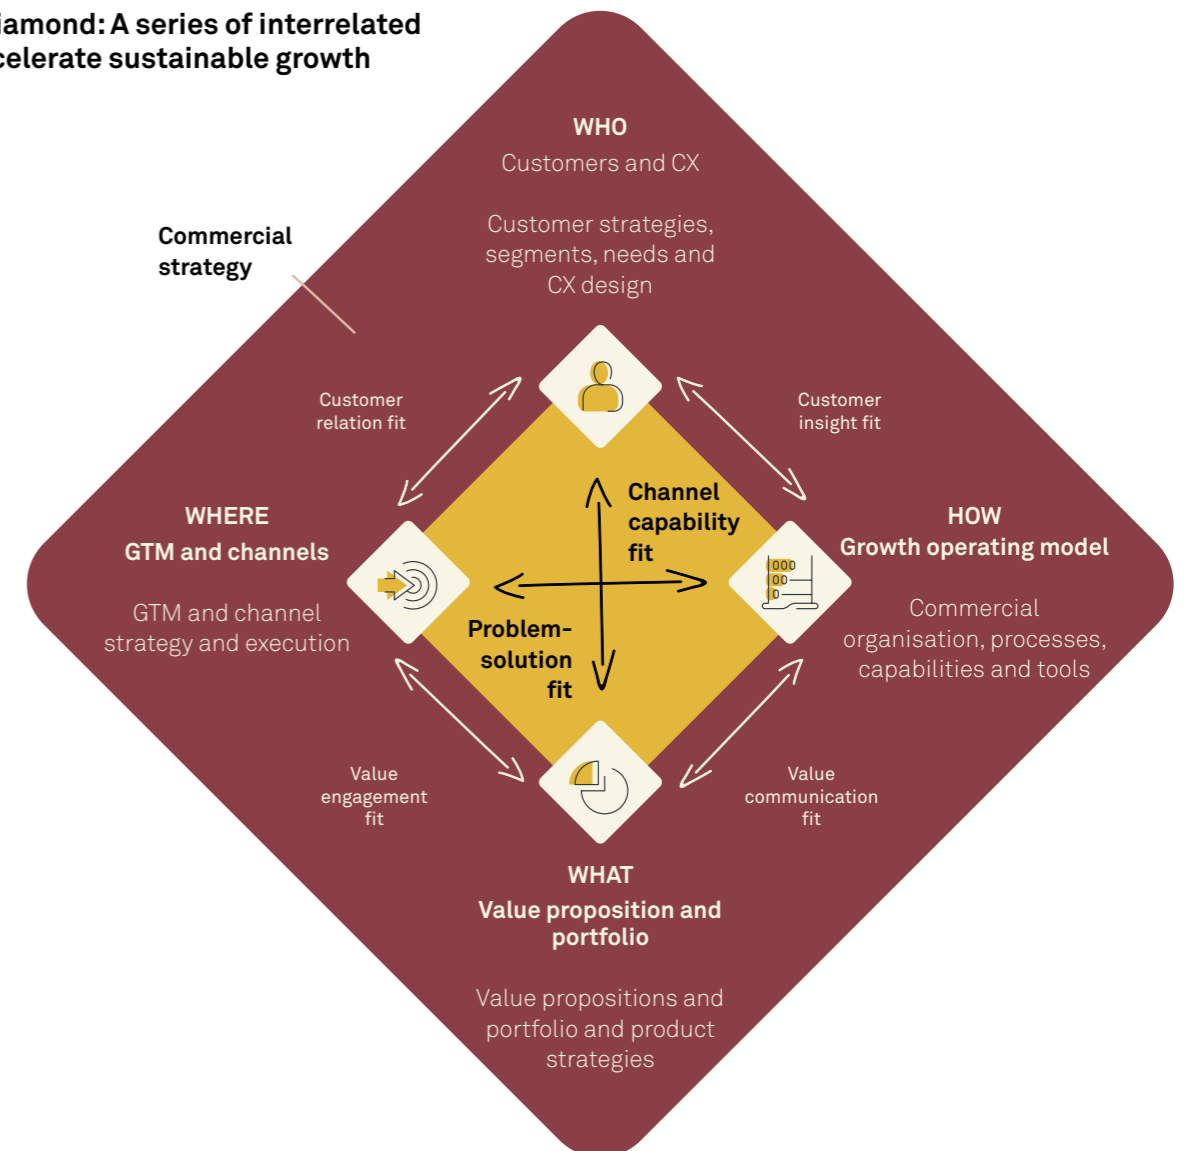 iamond: A series of interrelated
celerate sustainable growth
WHO
Customers and CX
Customer strategies,
segments, needs and
CX design
Commercial
strategy
Customer
relation fit
Customer
insight fit
Channel
capability
fit
WHERE
GTM and channels
GTM and channel
strategy and execution
HOW
Growth operating model
Commercial
organisation, processes,
capabilities and tools
Problem-
solution
fit
Value
engagement
fit
Value
communication
fit
WHAT
Value proposition and
portfolio
Value propositions and
portfolio and product
strategies